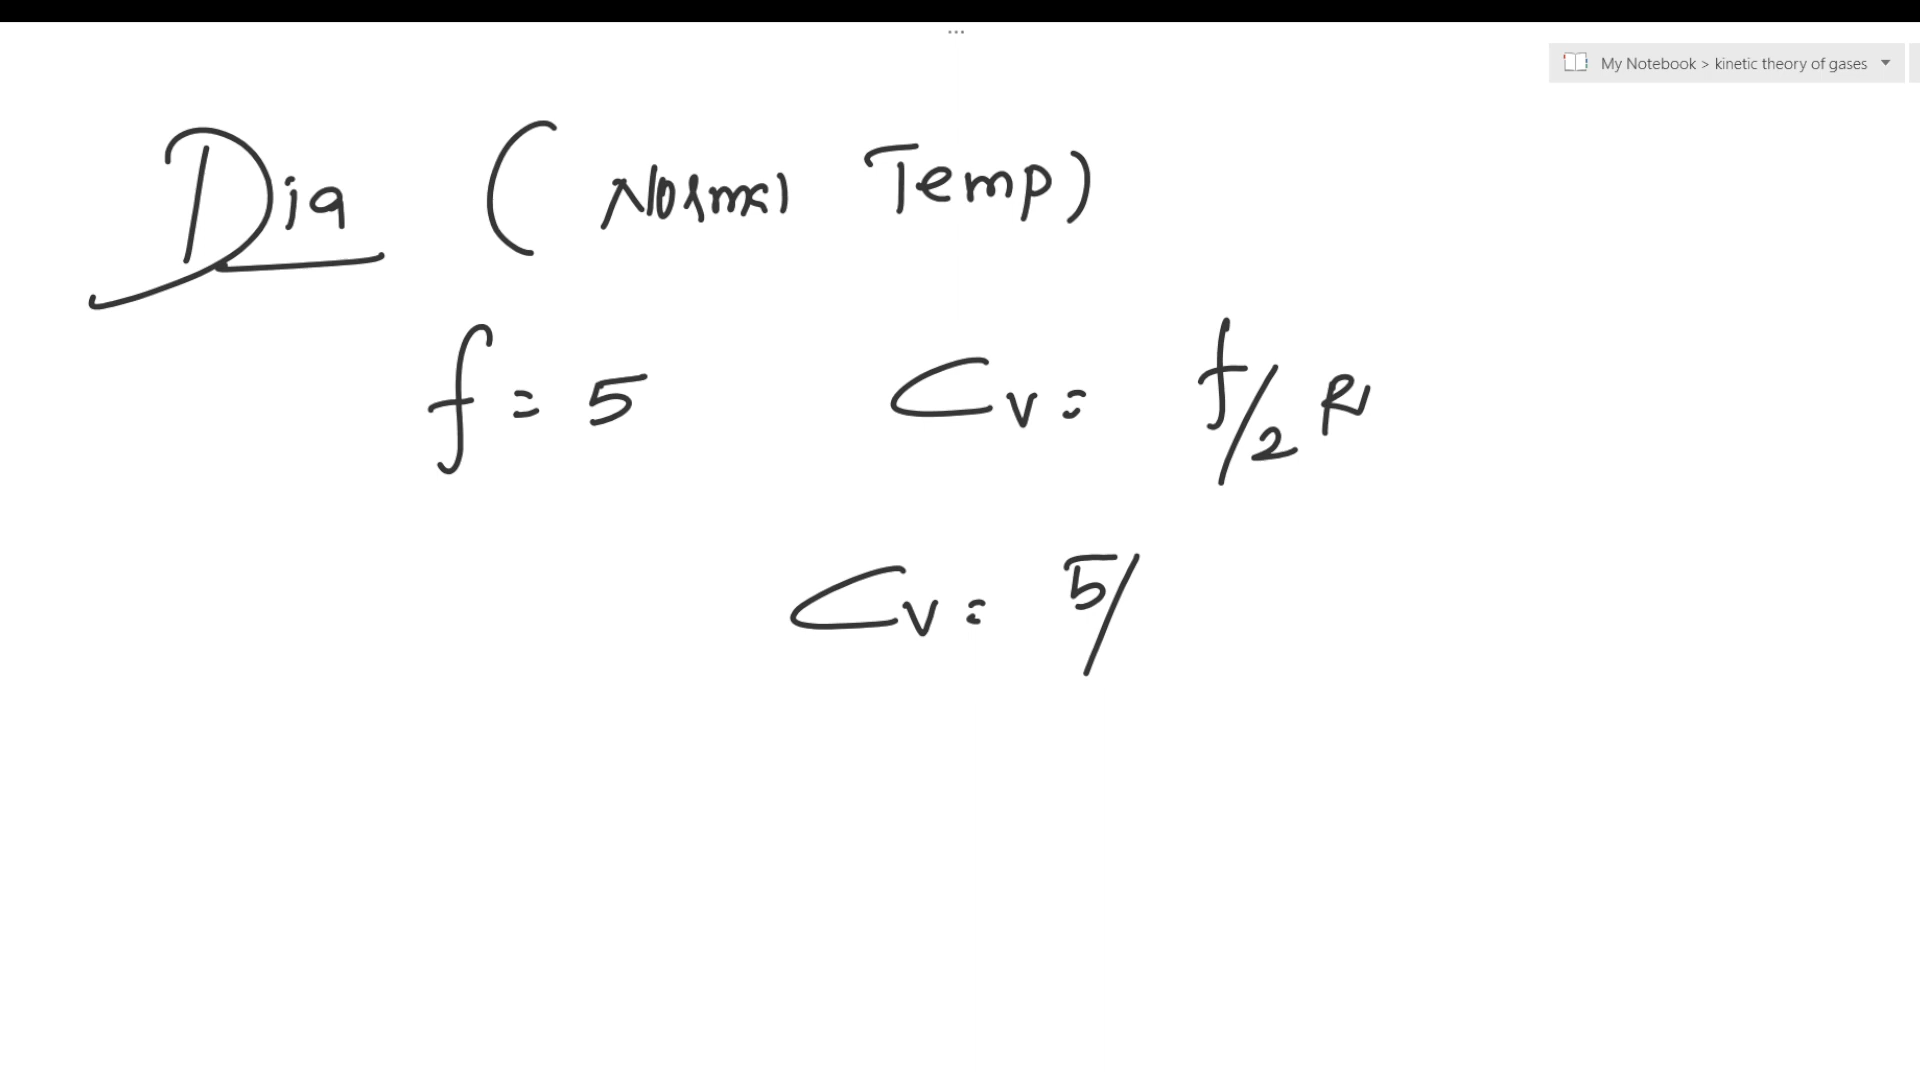 ...
My Notebook > kinetic theory of gases
Dia ( Normal Temp)
f = 5 Cv = f/2 R
Cv = 5/